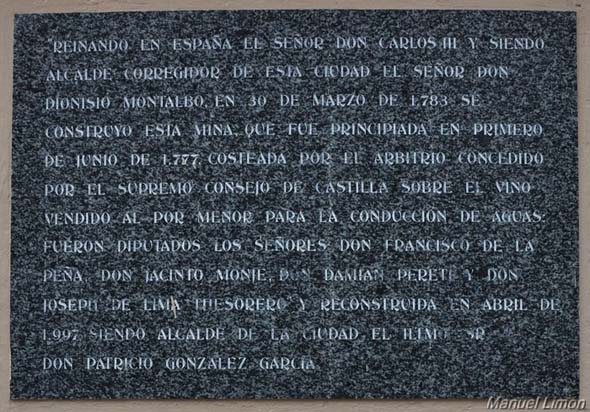 "REINANDO EN ESPAÑA EL SEÑOR DON CARLOS III Y SIENDO
ALCALDE CORREGIDOR DE ESTA CIUDAD EL SEÑOR DON
DIONISIO MONTALBO, EN 30 DE MARZO DE 1.783 SE
CONSTRUYO ESTA MINA, QUE FUE PRINCIPIADA EN PRIMERO
DE JUNIO DE 1.777, COSTEADA POR EL ARBITRIO CONCEDIDO
POR EL SUPREMO CONSEJO DE CASTILLA SOBRE EL VINO
VENDIDO AL POR MENOR PARA LA CONDUCCION DE AGUAS.
FUERON DIPUTADOS LOS SEÑORES DON FRANCISCO DE LA
PEÑA, DON JACINTO MONJE, DON DAMIAN PERETE Y DON
JOSEPH DE LIMA THESORERO" Y RECONSTRUIDA EN ABRIL DE
1.997 SIENDO ALCALDE DE LA CIUDAD EL ILTMO SR.
DON PATRICIO GONZALEZ GARCIA
Manuel Limón